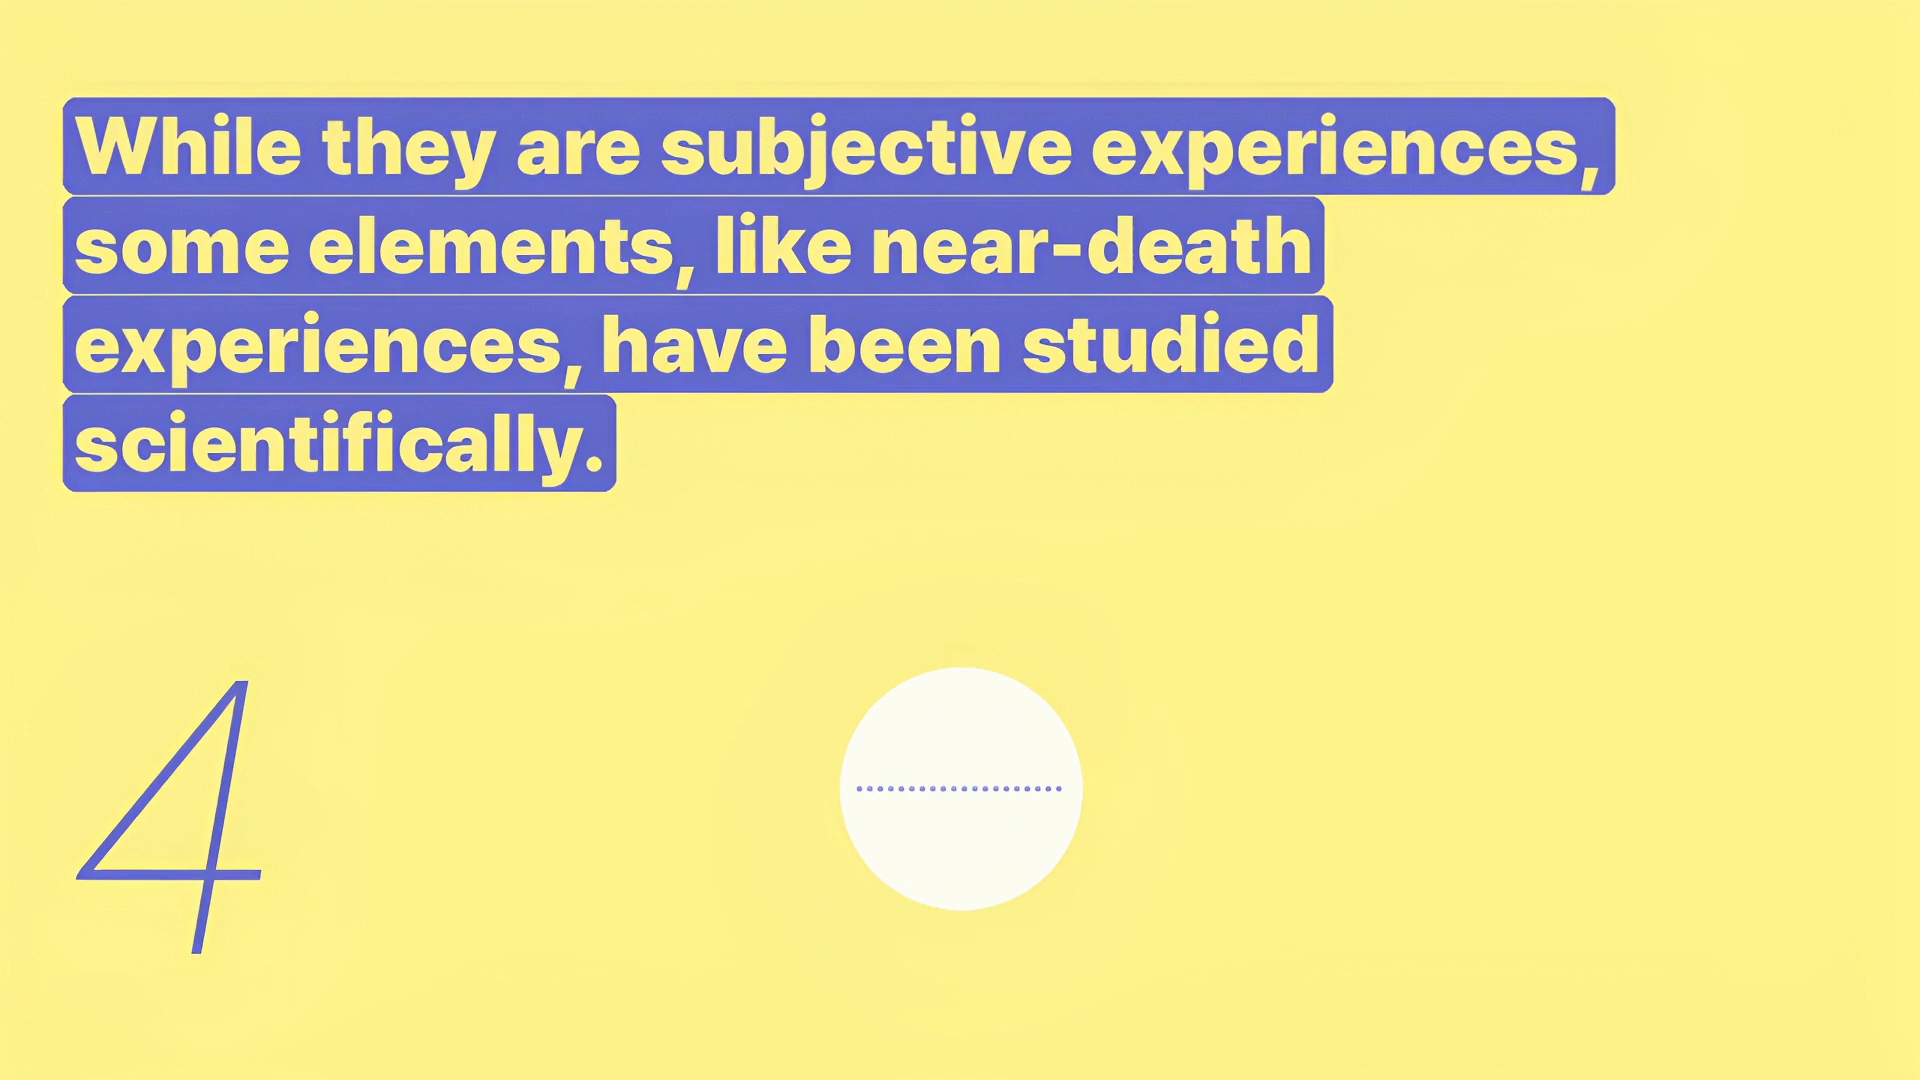 While they are subjective experiences,
some elements, like near-death
experiences, have been studied
scientifically.
4